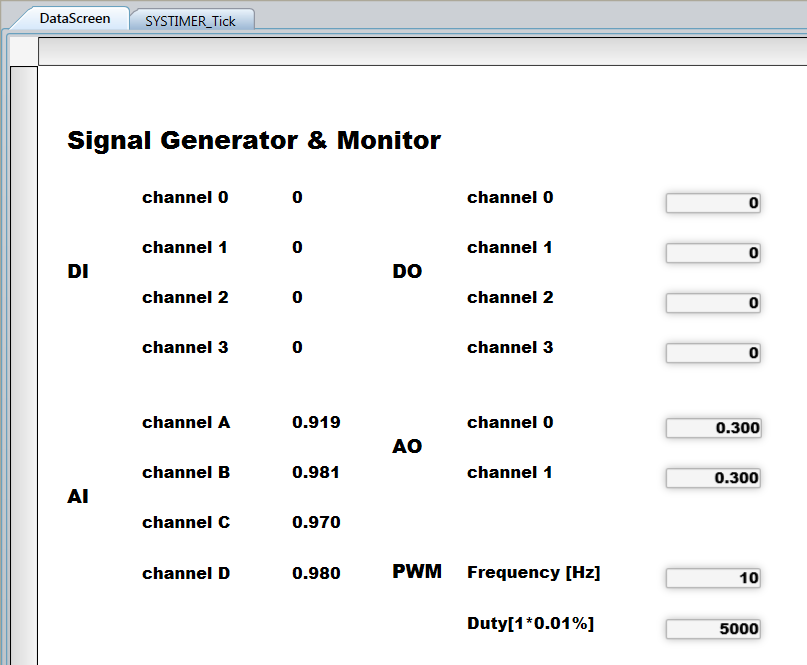 DataScreen SYSTIMER_Tick
Signal Generator & Monitor
channel 0 0 channel 0 0
channel 1 0 channel 1 0
DI DO
channel 2 0 channel 2 0
channel 3 0 channel 3 0
channel A 0.919 channel 0 0.300
AO
channel B 0.981 channel 1 0.300
AI
channel C 0.970
channel D 0.980 PWM Frequency [Hz] 10
Duty[1*0.01%] 5000